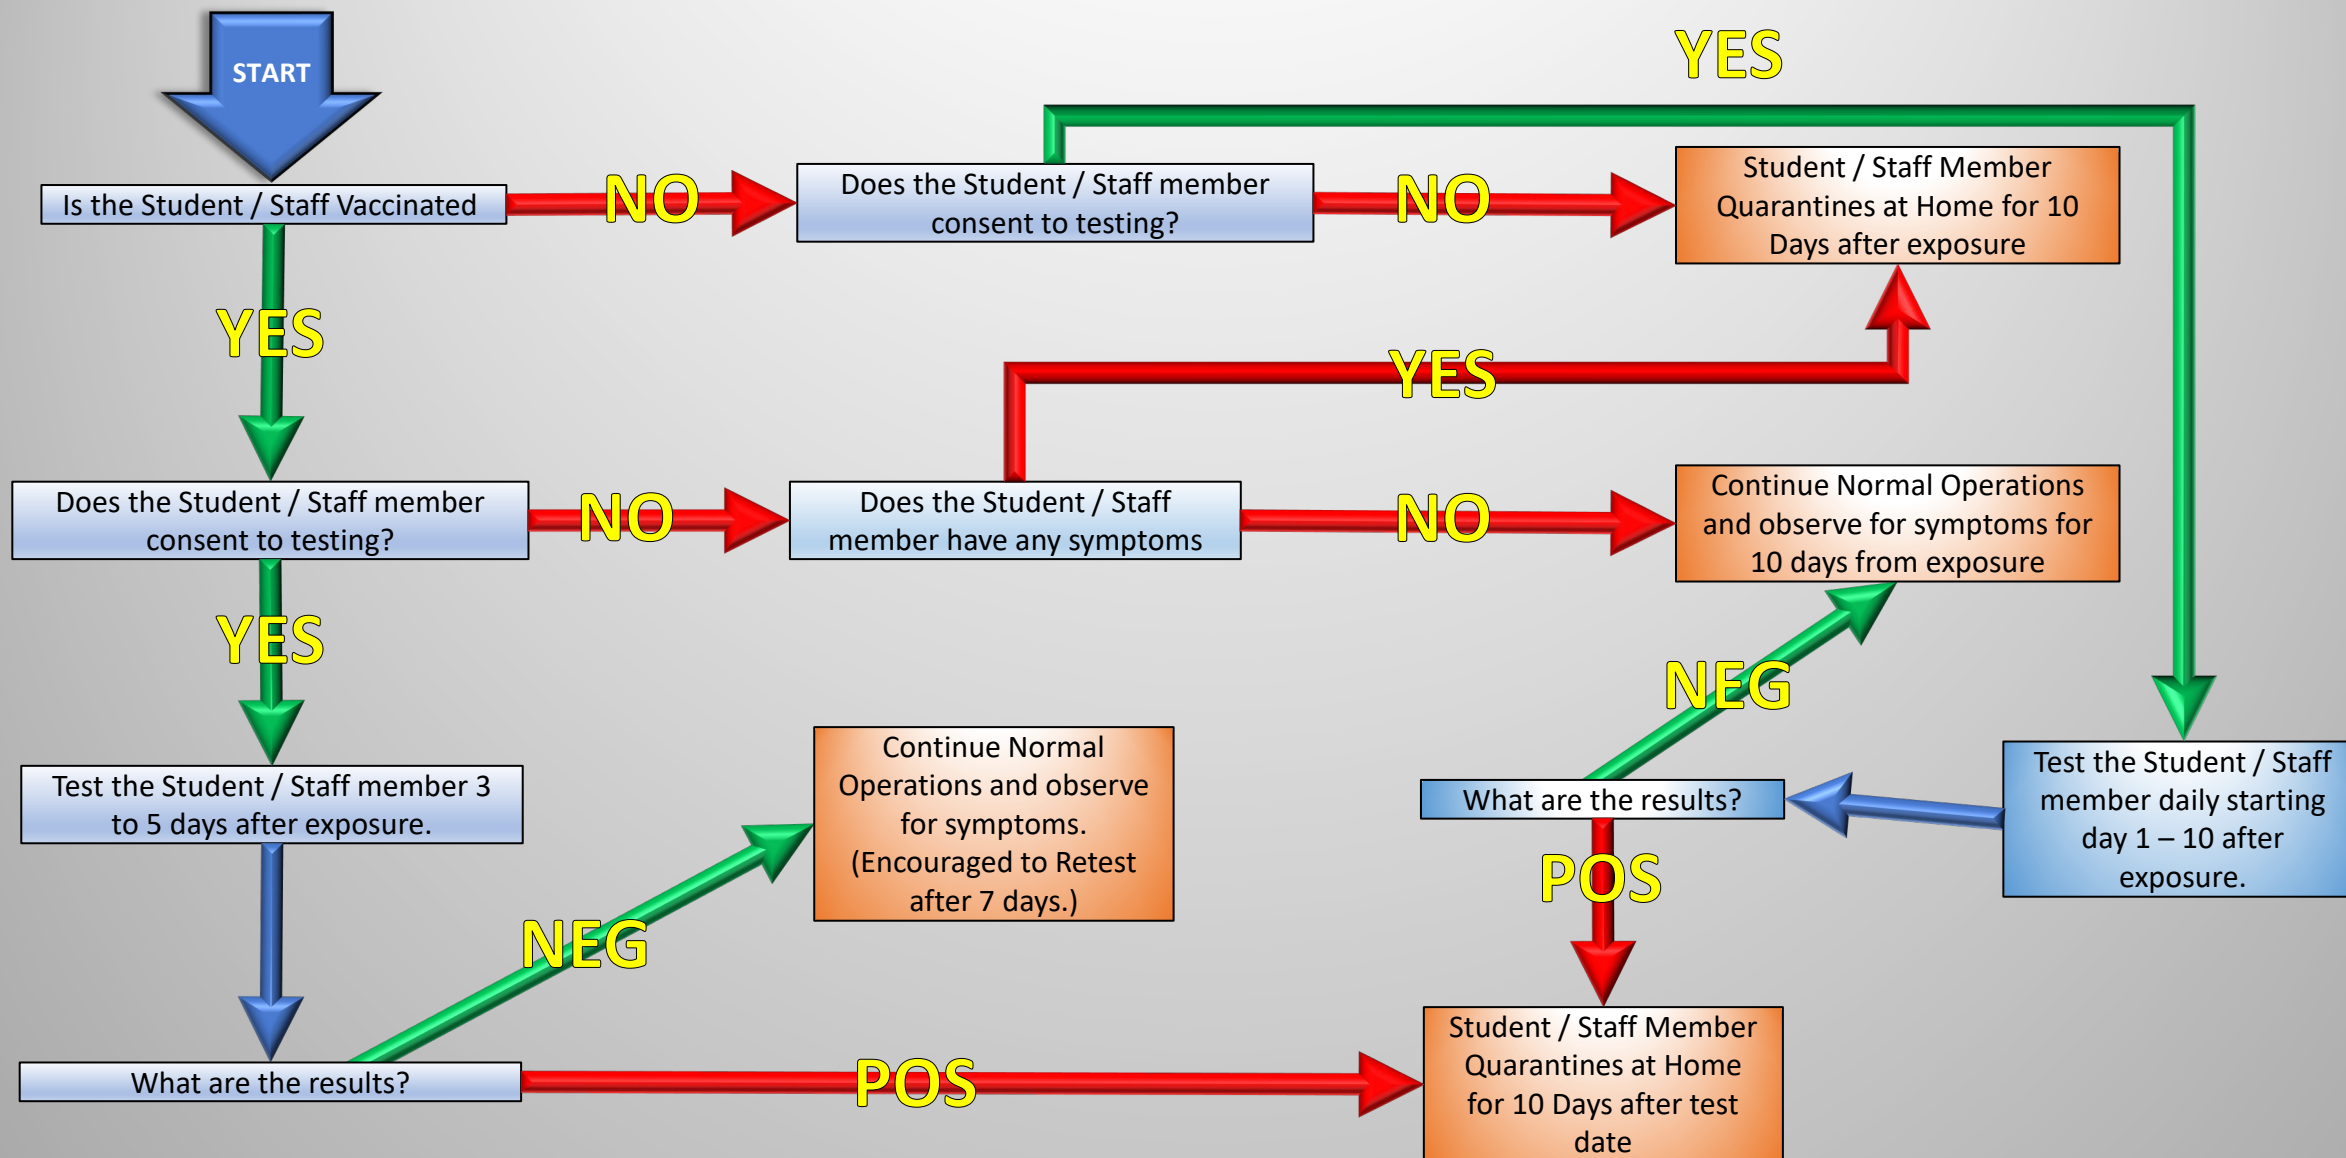 YES
START
Is the Student / Staff Vaccinated
NO
Does the Student / Staff member
consent to testing?
NO
Student / Staff Member
Quarantines at Home for 10
Days after exposure
YES
YES
Does the Student / Staff member
consent to testing?
NO
Does the Student / Staff
member have any symptoms
NO
Continue Normal Operations
and observe for symptoms for
10 days from exposure
YES
NEG
Test the Student / Staff member 3
to 5 days after exposure.
Continue Normal
Operations and observe
for symptoms.
(Encouraged to Retest
after 7 days.)
What are the results?
Test the Student / Staff
member daily starting
day 1 – 10 after
exposure.
POS
NEG
What are the results?
POS
Student / Staff Member
Quarantines at Home
for 10 Days after test
date